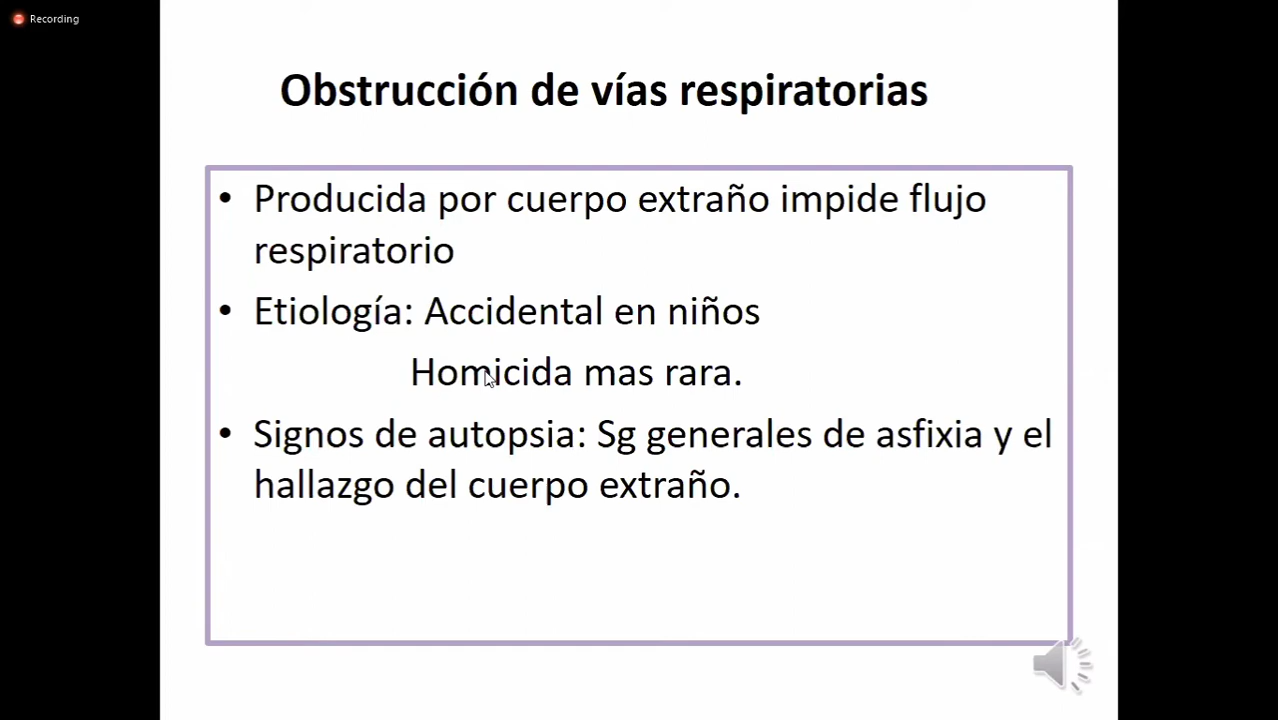 Recording
Obstrucción de vías respiratorias
• Producida por cuerpo extraño impide flujo
respiratorio
• Etiología: Accidental en niños
Homicida mas rara.
• Signos de autopsia: Sg generales de asfixia y el
hallazgo del cuerpo extraño.